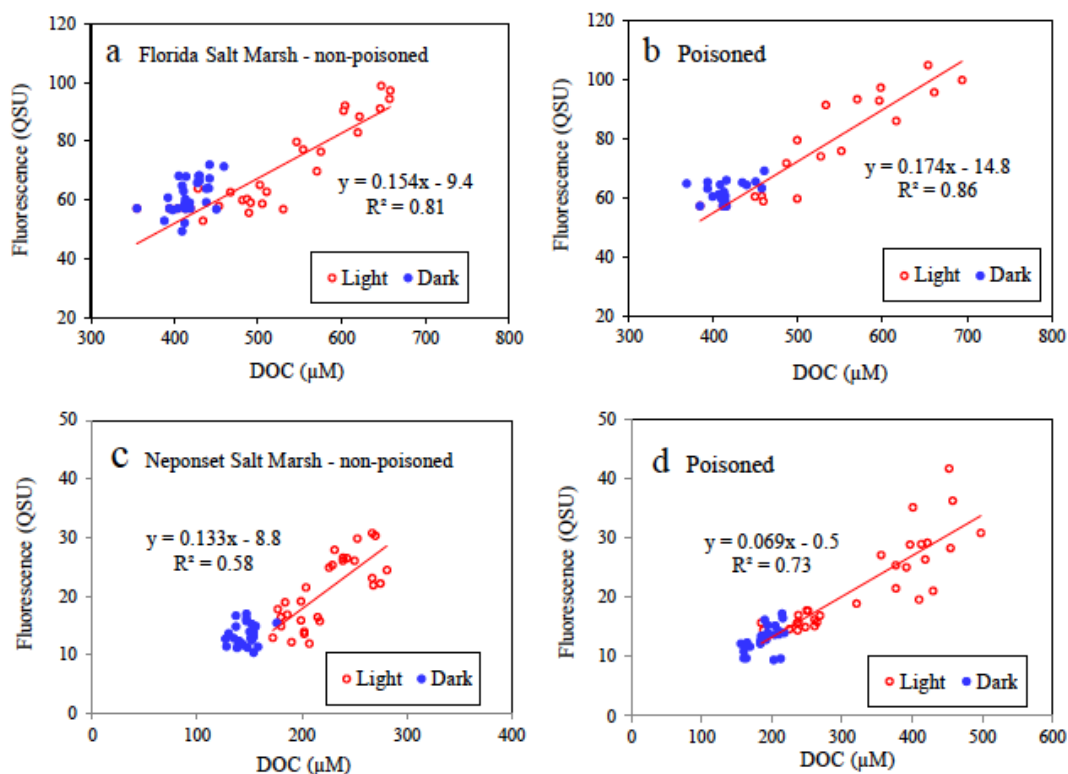 a Florida Salt Marsh - non-poisoned
Fluorescence (QSU)
120
100
80
60
40
20
y = 0.154x - 9.4
R² = 0.81
Light Dark
300 400 500 600 700 800
DOC (µM)
b Poisoned
Fluorescence (QSU)
120
100
80
60
40
20
y = 0.174x - 14.8
R² = 0.86
Light Dark
300 400 500 600 700 800
DOC (µM)
c Neponset Salt Marsh - non-poisoned
Fluorescence (QSU)
50
40
30
20
10
0
y = 0.133x - 8.8
R² = 0.58
Light Dark
0 100 200 300 400
DOC (µM)
d Poisoned
Fluorescence (QSU)
50
40
30
20
10
0
y = 0.069x - 0.5
R² = 0.73
Light Dark
0 100 200 300 400 500 600
DOC (µM)